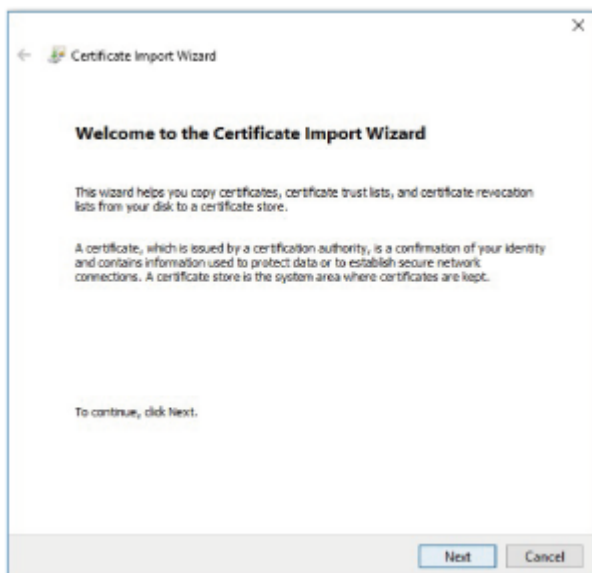 Certificate Import Wizard
Welcome to the Certificate Import Wizard
This wizard helps you copy certificates, certificate trust lists, and certificate revocation
lists from your disk to a certificate store.
A certificate, which is issued by a certification authority, is a confirmation of your identity
and contains information used to protect data or to establish secure network
connections. A certificate store is the system area where certificates are kept.
To continue, click Next.
Next Cancel